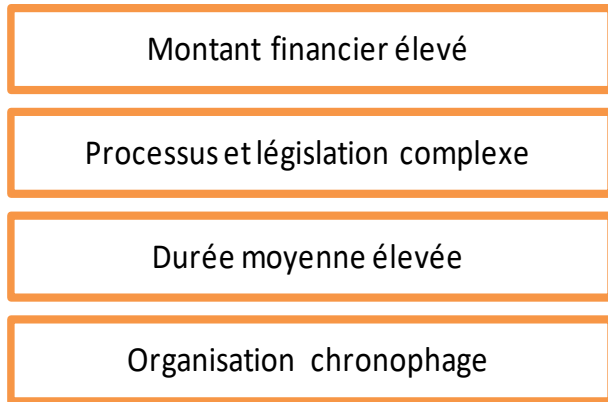 Montant financier élevé
Processus et législation complexe
Durée moyenne élevée
Organisation chronophage